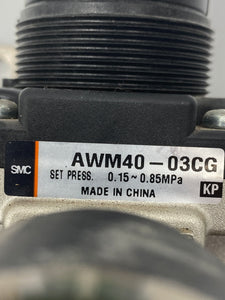 AWM40-03CG
SMC
SET PRESS. 0.15~0.85MPa
MADE IN CHINA
KP